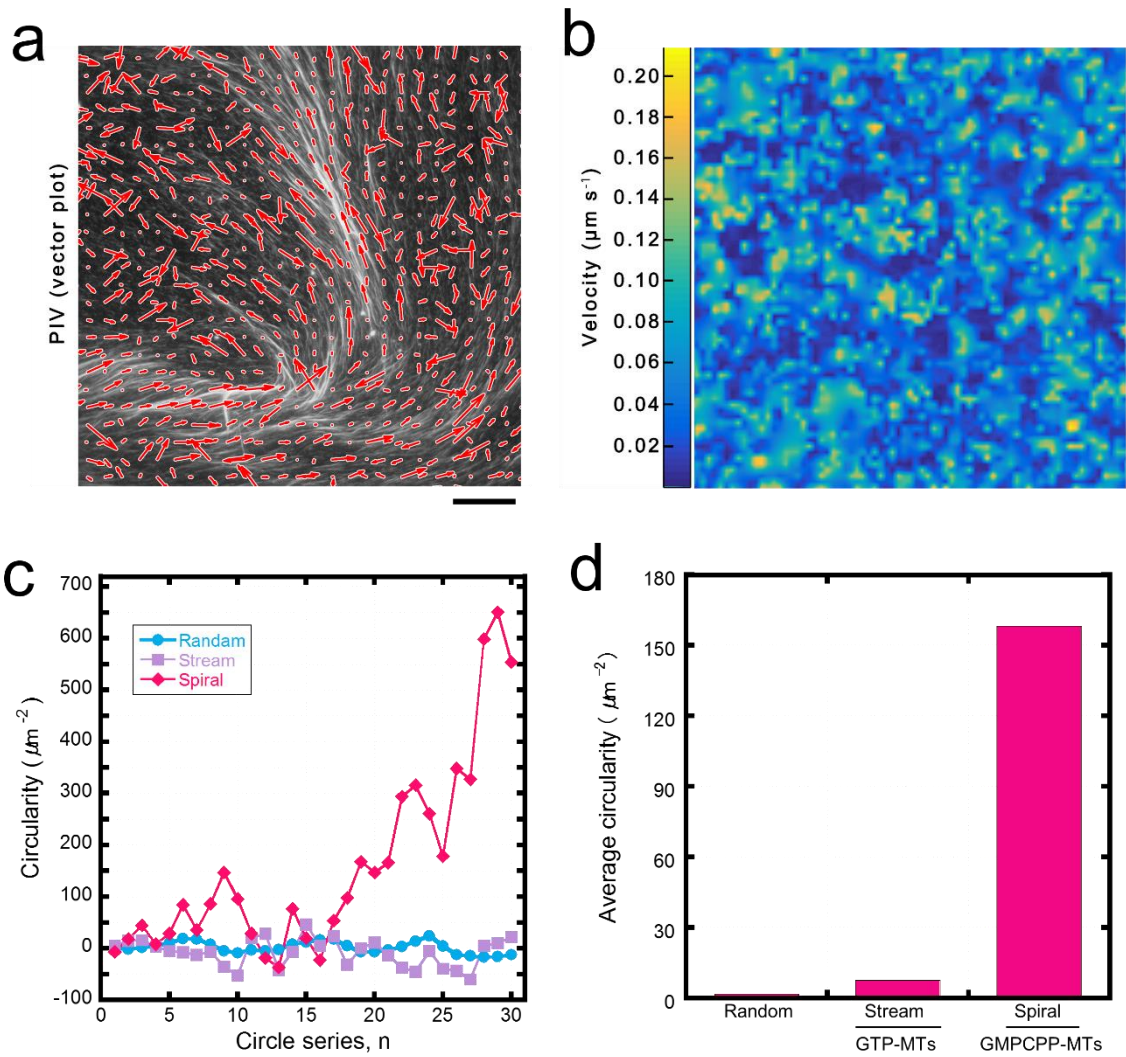 a
PIV (vector plot)
b
Velocity (µm s⁻¹)
0.20
0.18
0.16
0.14
0.12
0.10
0.08
0.06
0.04
0.02
c
Circularity (µm⁻²)
700
600
500
400
300
200
100
0
-100
Randam
Stream
Spiral
0 5 10 15 20 25 30
Circle series, n
d
Average circularity (µm⁻²)
180
150
120
90
60
30
0
Random Stream Spiral
GTP-MTs GMPCPP-MTs